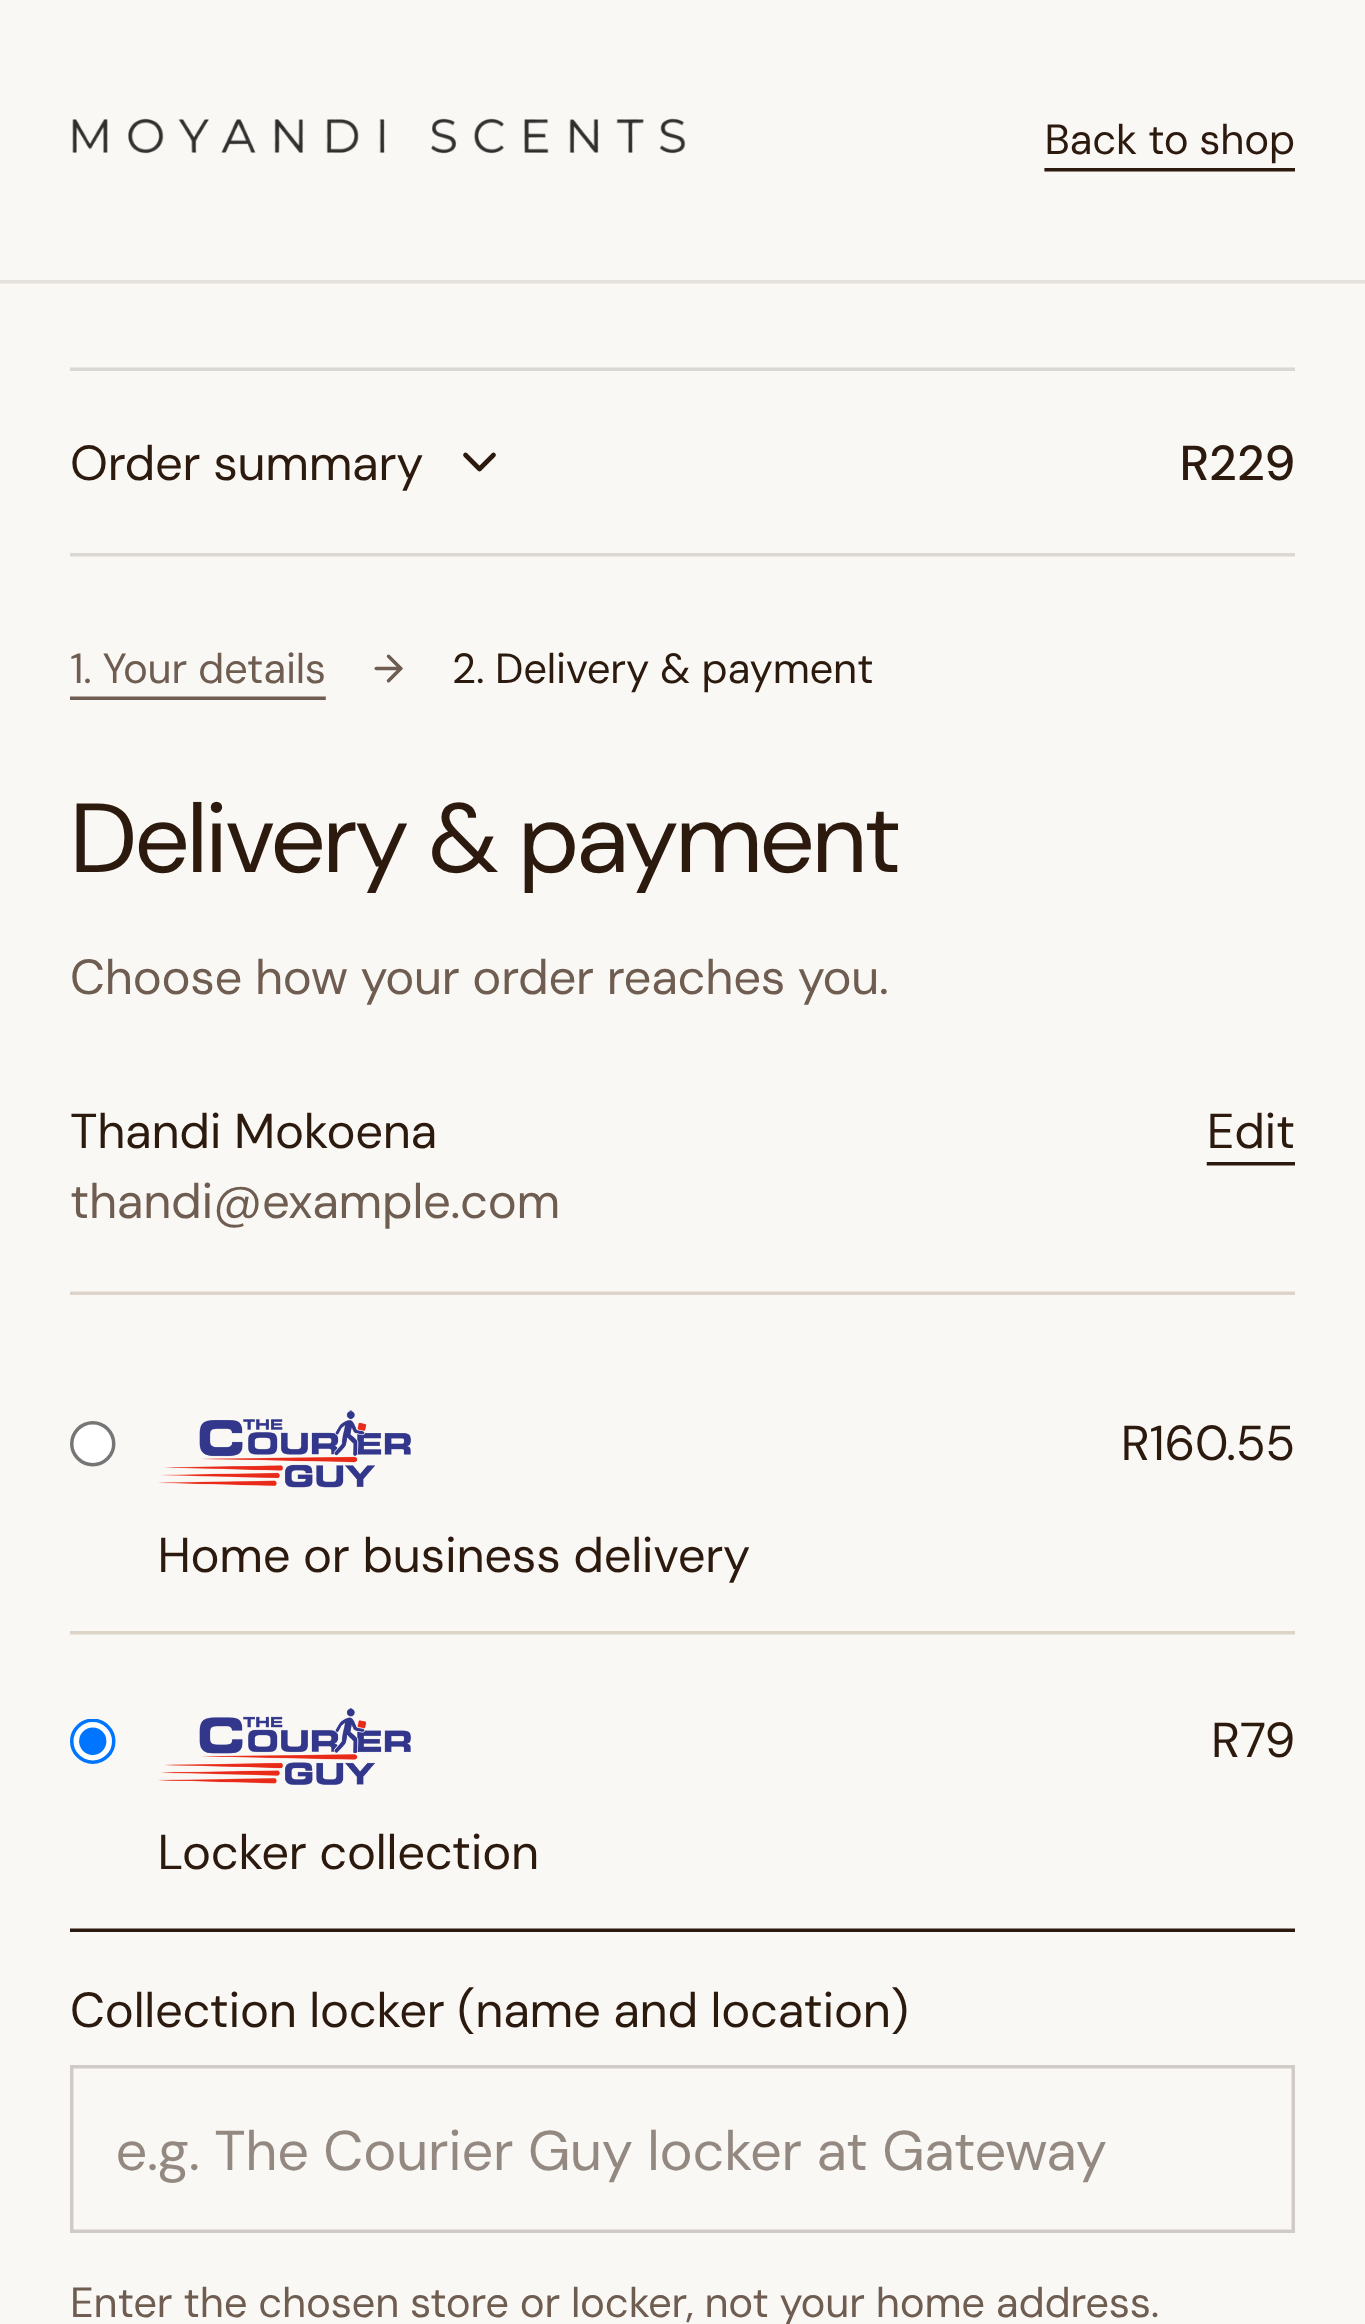 MOYANDI SCENTS
Back to shop
Order summary
R229
1. Your details → 2. Delivery & payment
Delivery & payment
Choose how your order reaches you.
Thandi Mokoena
Edit
thandi@example.com
THE COURIER GUY
R160.55
Home or business delivery
THE COURIER GUY
R79
Locker collection
Collection locker (name and location)
e.g. The Courier Guy locker at Gateway
Enter the chosen store or locker, not your home address.